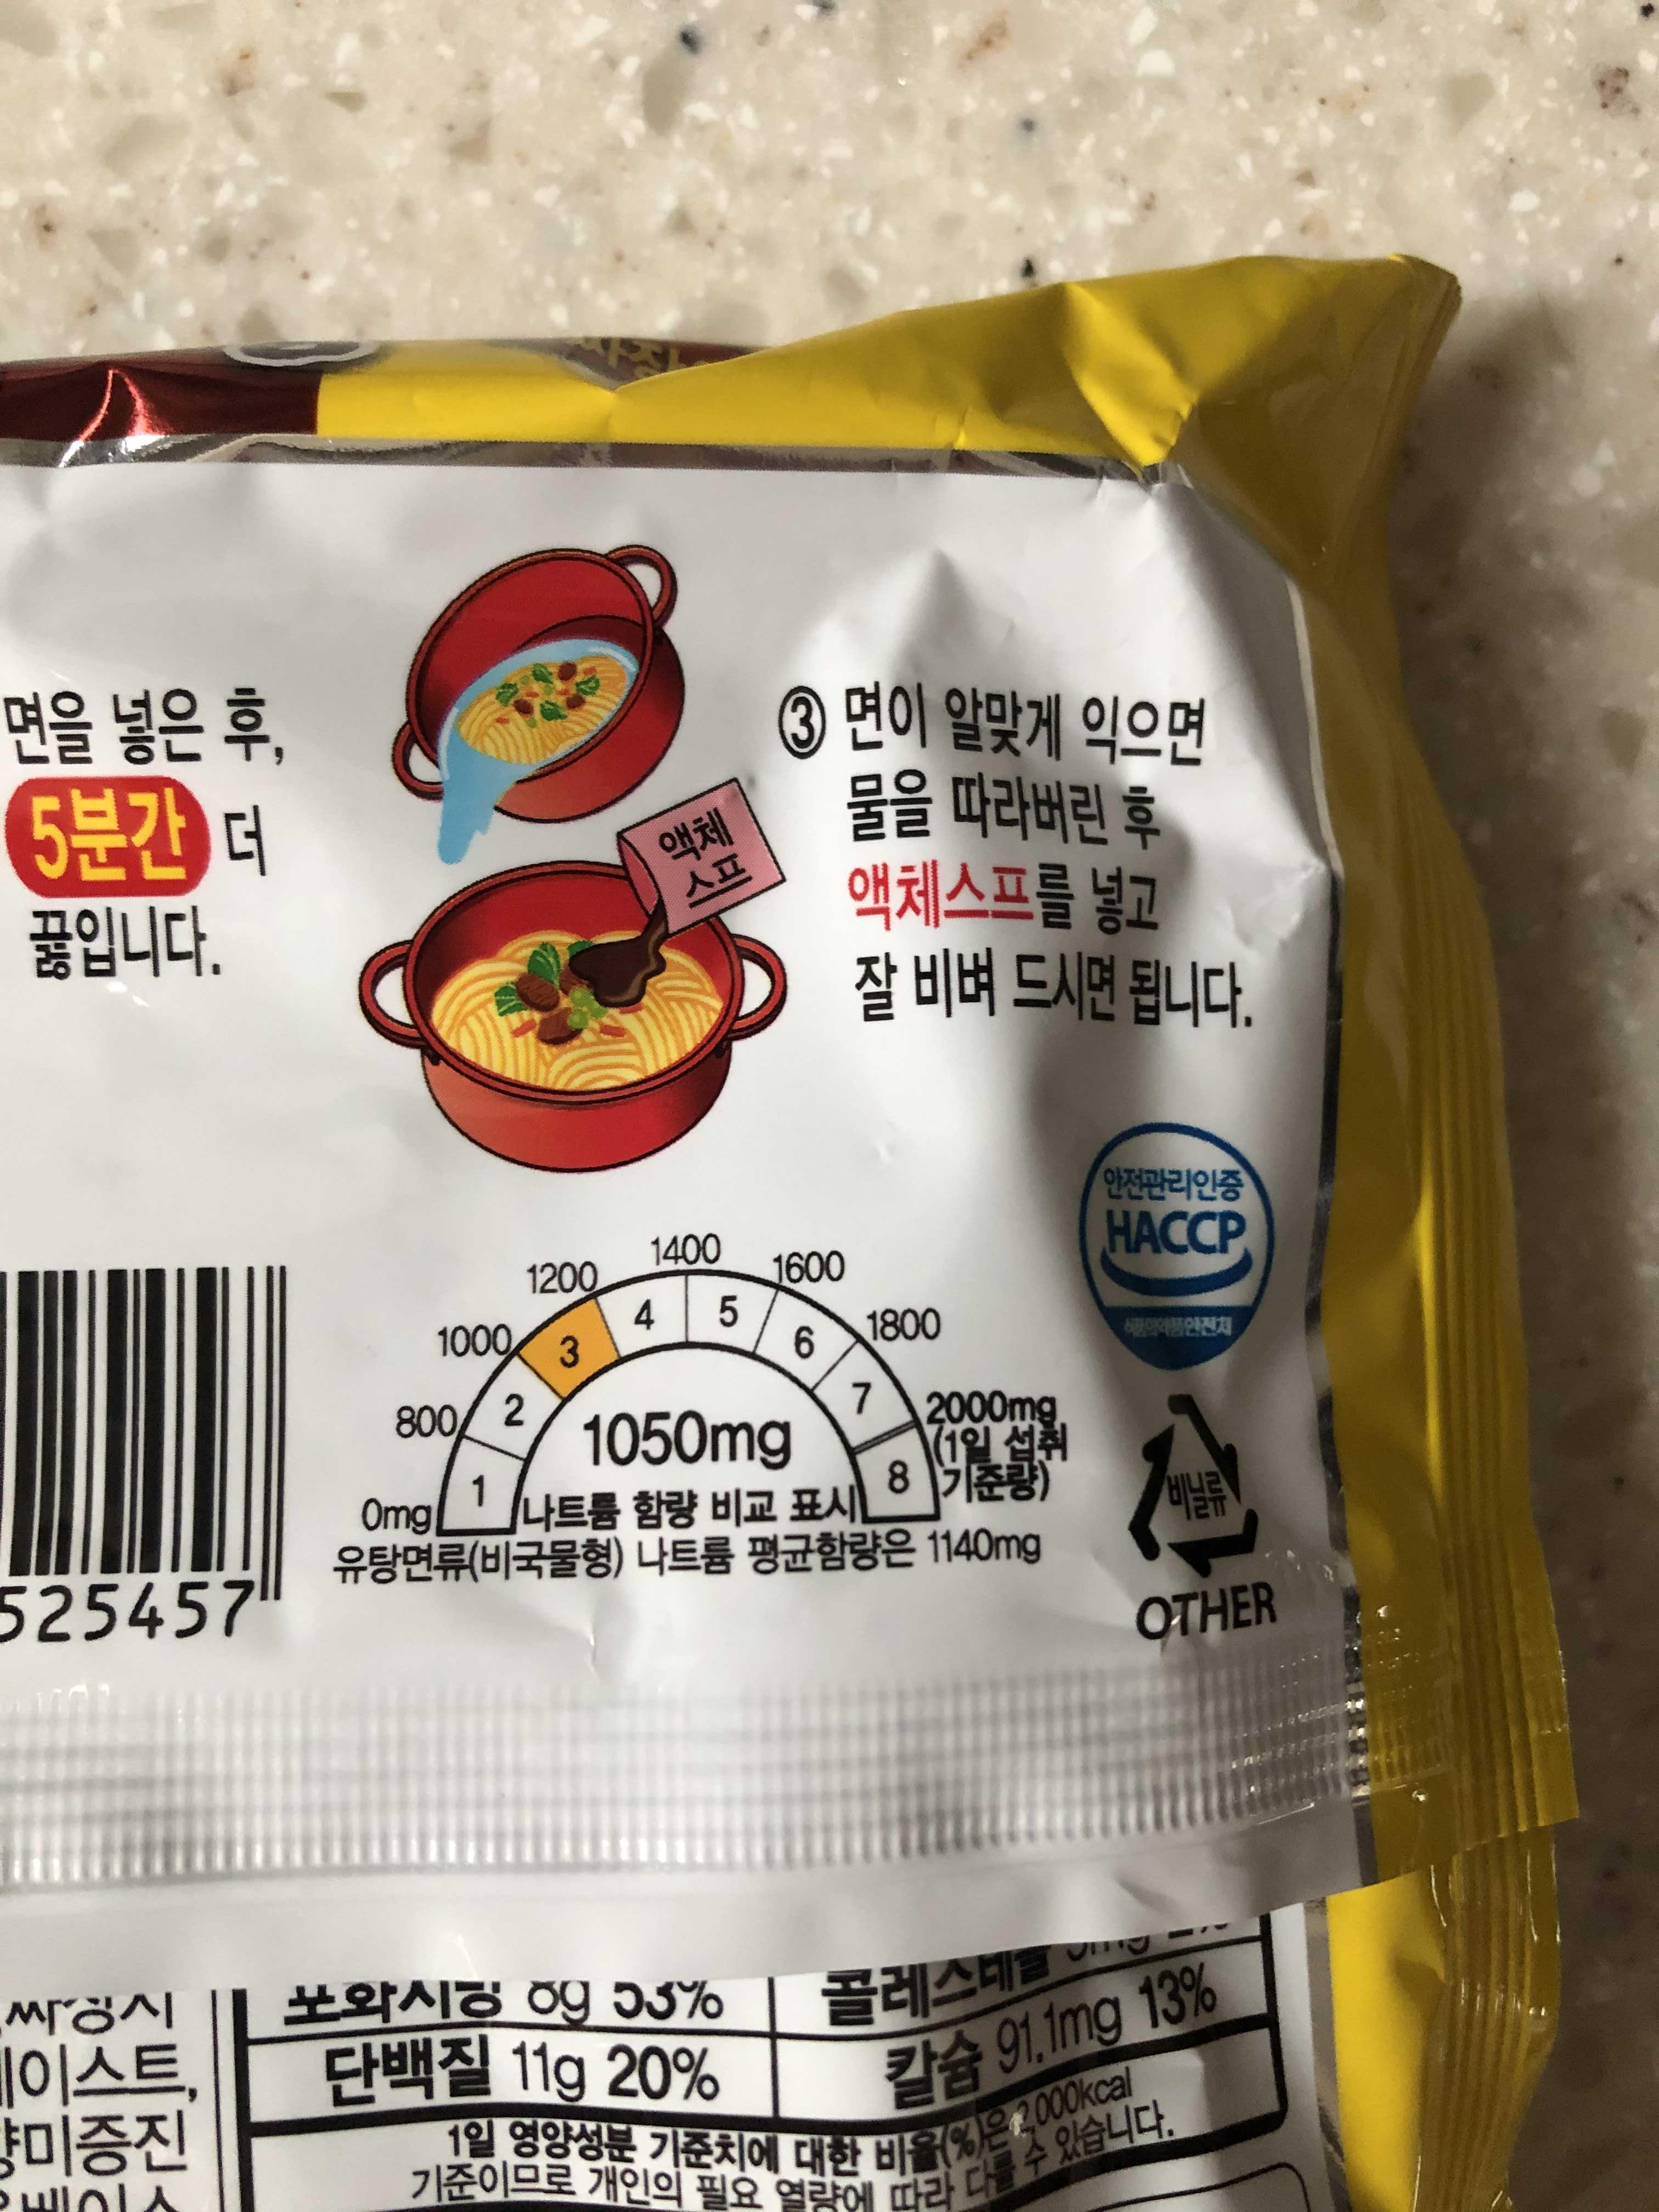 면을 넣은 후,
5분간 더
끓입니다.
액체
스프
③ 면이 알맞게 익으면
물을 따라버린 후
액체스프를 넣고
잘 비벼 드시면 됩니다.
안전관리인증
HACCP
식품의약품안전처
0mg 800 1000 1200 1400 1600 1800 2000mg
(1일 섭취
기준량)
1 2 3 4 5 6 7 8
1050mg
나트륨 함량 비교 표시
유탕면류(비국물형) 나트륨 평균함량은 1140mg
비닐류
OTHER
525457
포화지방 8g 53%
콜레스테롤
단백질 11g 20%
칼슘 91.1mg 13%
1일 영양성분 기준치에 대한 비율(%)은 2,000kcal
기준이므로 개인의 필요 열량에 따라 다를 수 있습니다.